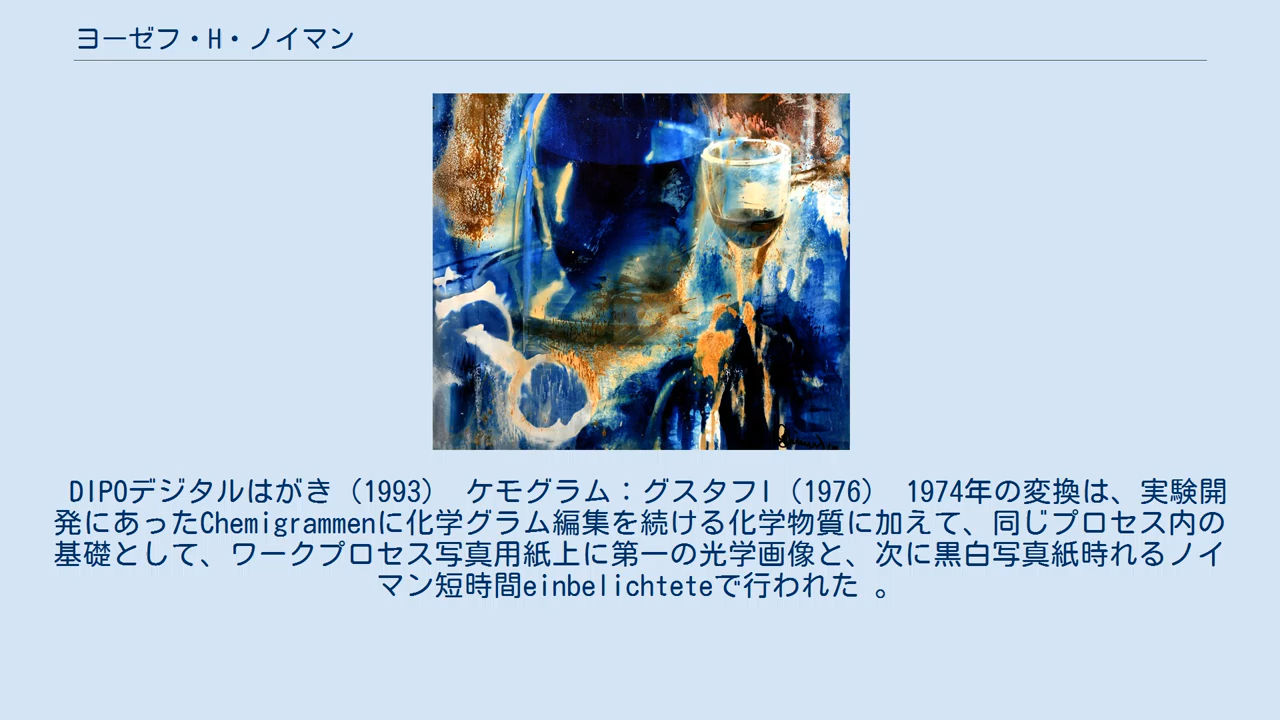 ヨーゼフ・H・ノイマン
DIPOデジタルはがき（1993） ケモグラム：グスタフI（1976） 1974年の変換は、実験開
発にあったChemigrammenに化学グラム編集を続ける化学物質に加えて、同じプロセス内の
基礎として、ワークプロセス写真用紙上に第一の光学画像と、次に黒白写真紙時れるノイ
マン短時間einbelichteteで行われた 。